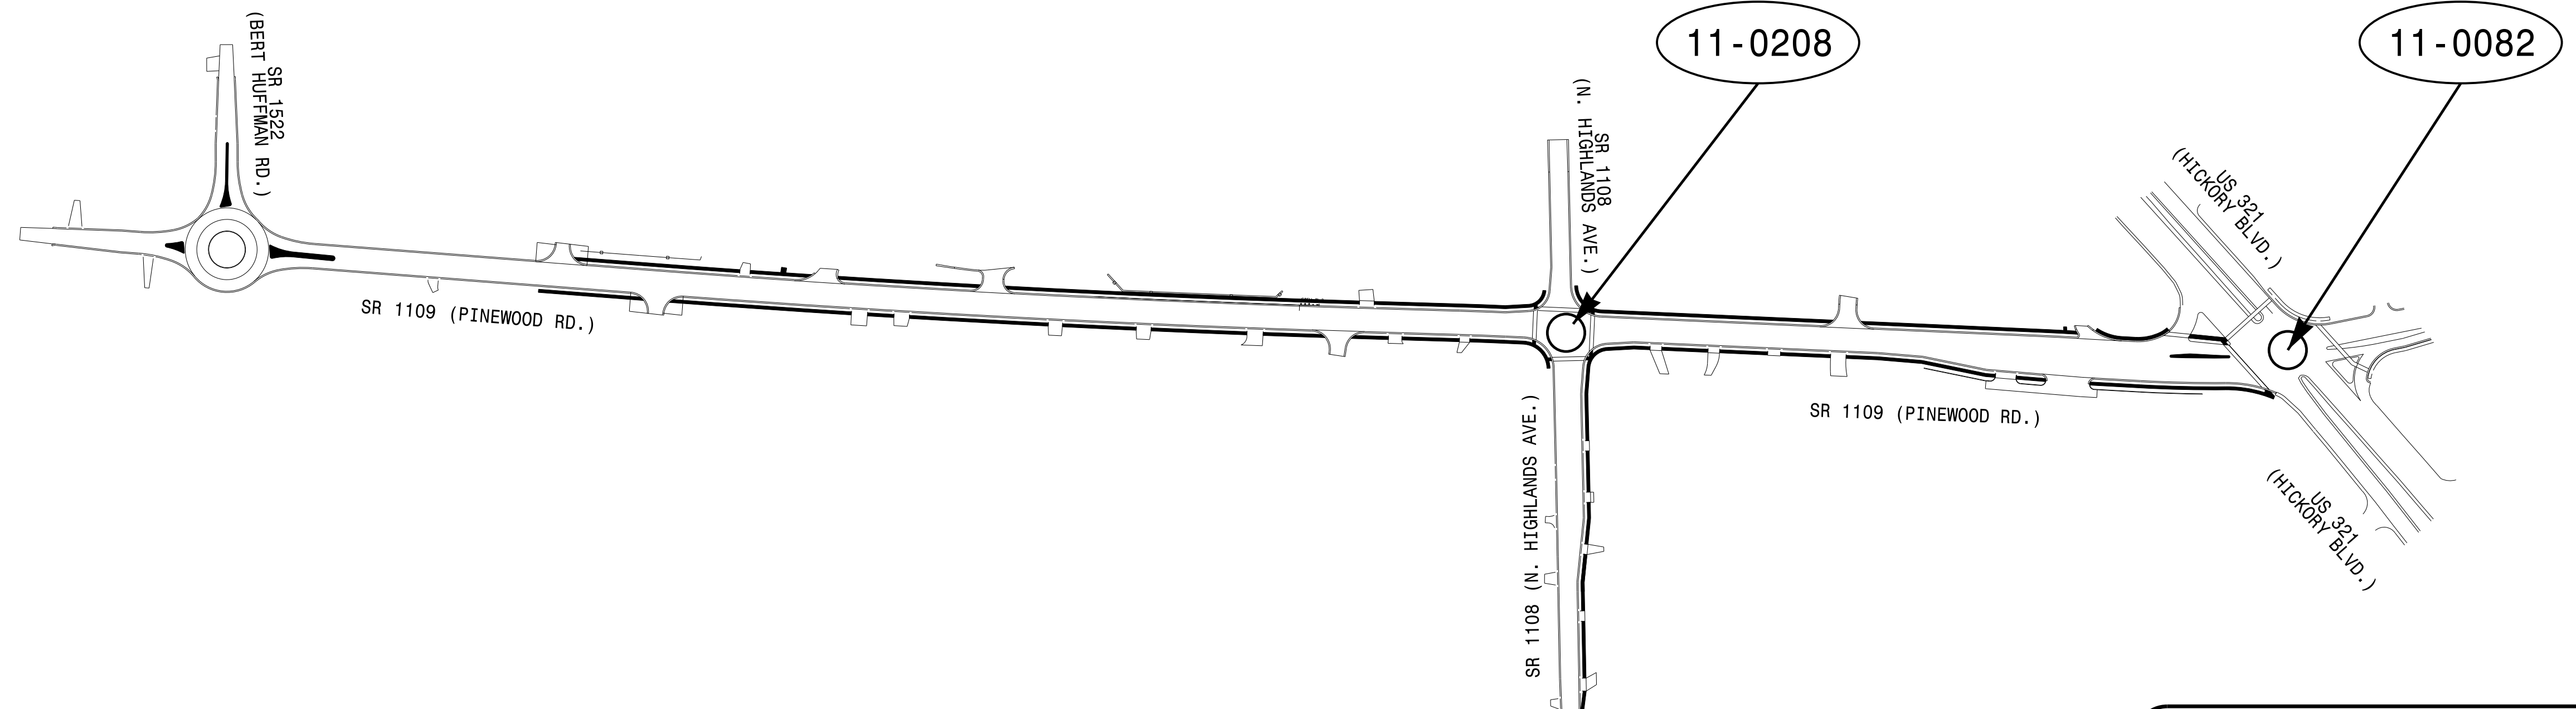 11-0208
11-0082
SR 1522
(BERT HUFFMAN RD.)
SR 1108
(N. HIGHLANDS AVE.)
US 321
(HICKORY BLVD.)
SR 1109 (PINEWOOD RD.)
SR 1109 (PINEWOOD RD.)
SR 1108 (N. HIGHLANDS AVE.)
US 321
(HICKORY BLVD.)